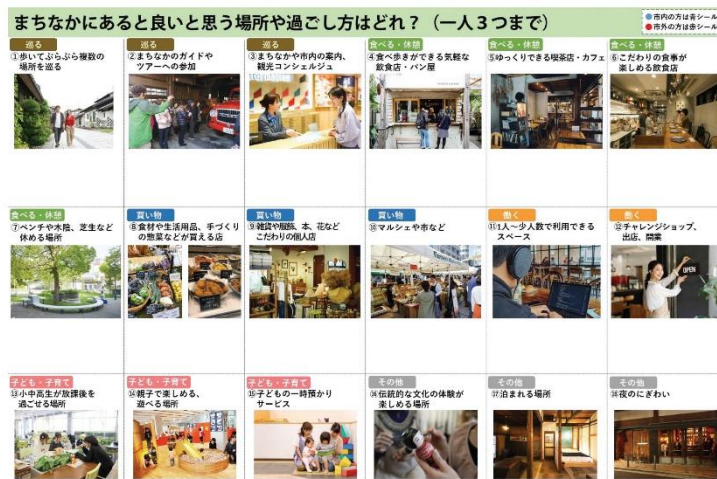 まちなかにあると良いと思う場所や過ごし方はどれ？（一人３つまで）
●市内の方は青シール
●市外の方は赤シール
巡る
①歩いてぶらぶら複数の
場所を巡る
巡る
②まちなかのガイドや
ツアーへの参加
巡る
③まちなかや市内の案内、
観光コンシェルジュ
食べる・休憩
④食べ歩きができる気軽な
飲食店・パン屋
食べる・休憩
⑤ゆっくりできる喫茶店・カフェ
食べる・休憩
⑥こだわりの食事が
楽しめる飲食店
食べる・休憩
⑦ベンチや木陰、芝生など
休める場所
買い物
⑧食材や生活用品、手づくり
の惣菜などが買える店
買い物
⑨雑貨や服飾、本、花など
こだわりの個人店
買い物
⑩マルシェや市など
働く
⑪1人～少人数で利用できる
スペース
働く
⑫チャレンジショップ、
出店、開業
OPEN
子ども・子育て
⑬小中高生が放課後を
過ごせる場所
子ども・子育て
⑭親子で楽しめる、
遊べる場所
子ども・子育て
⑮子どもの一時預かり
サービス
その他
⑯伝統的な文化の体験が
楽しめる場所
その他
⑰泊まれる場所
その他
⑱夜のにぎわい